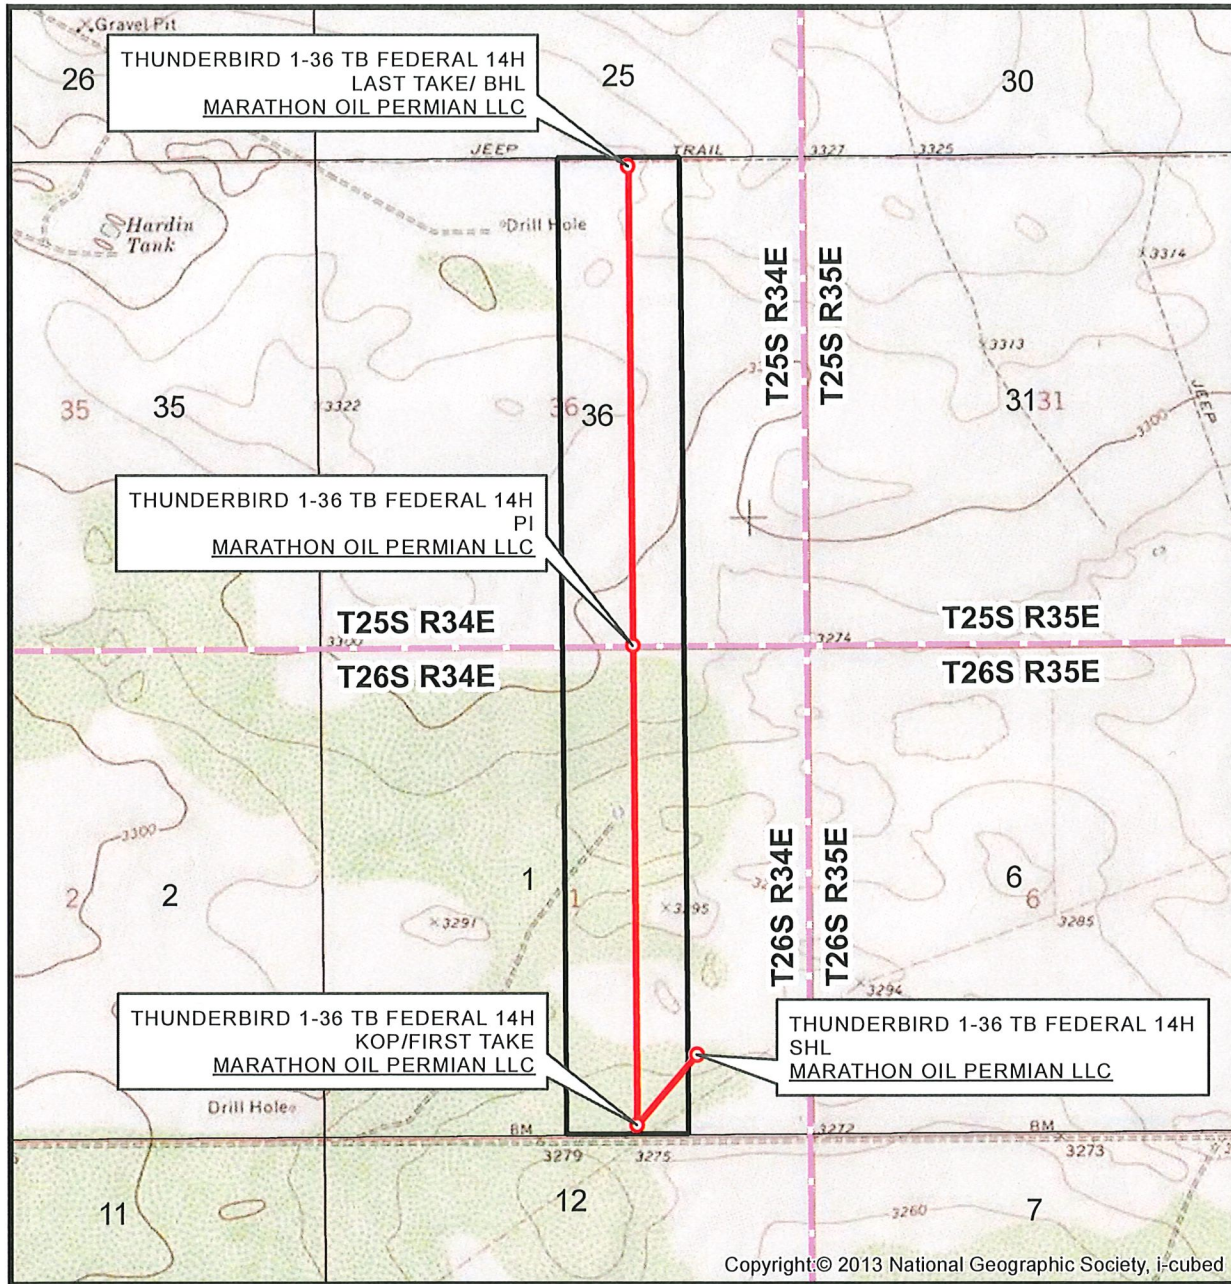 Gravel Pit
THUNDERBIRD 1-36 TB FEDERAL 14H
LAST TAKE/ BHL
MARATHON OIL PERMIAN LLC
26
25
30
JEEP TRAIL
3327
3325
Hardin
Tank
Drill Hole
3314
T25S R34E
T25S R35E
3313
35
35
3322
36
36
31
31
JEEP
3300
THUNDERBIRD 1-36 TB FEDERAL 14H
PI
MARATHON OIL PERMIAN LLC
T25S R34E
T25S R35E
3300
3274
T26S R34E
T26S R35E
3300
T26S R34E
T26S R35E
2
2
1
1
6
6
3291
3295
3285
3294
THUNDERBIRD 1-36 TB FEDERAL 14H
KOP/FIRST TAKE
MARATHON OIL PERMIAN LLC
THUNDERBIRD 1-36 TB FEDERAL 14H
SHL
MARATHON OIL PERMIAN LLC
Drill Hole
BM
3272
BM
3279
3275
3273
11
12
3260
7
Copyright:© 2013 National Geographic Society, i-cubed